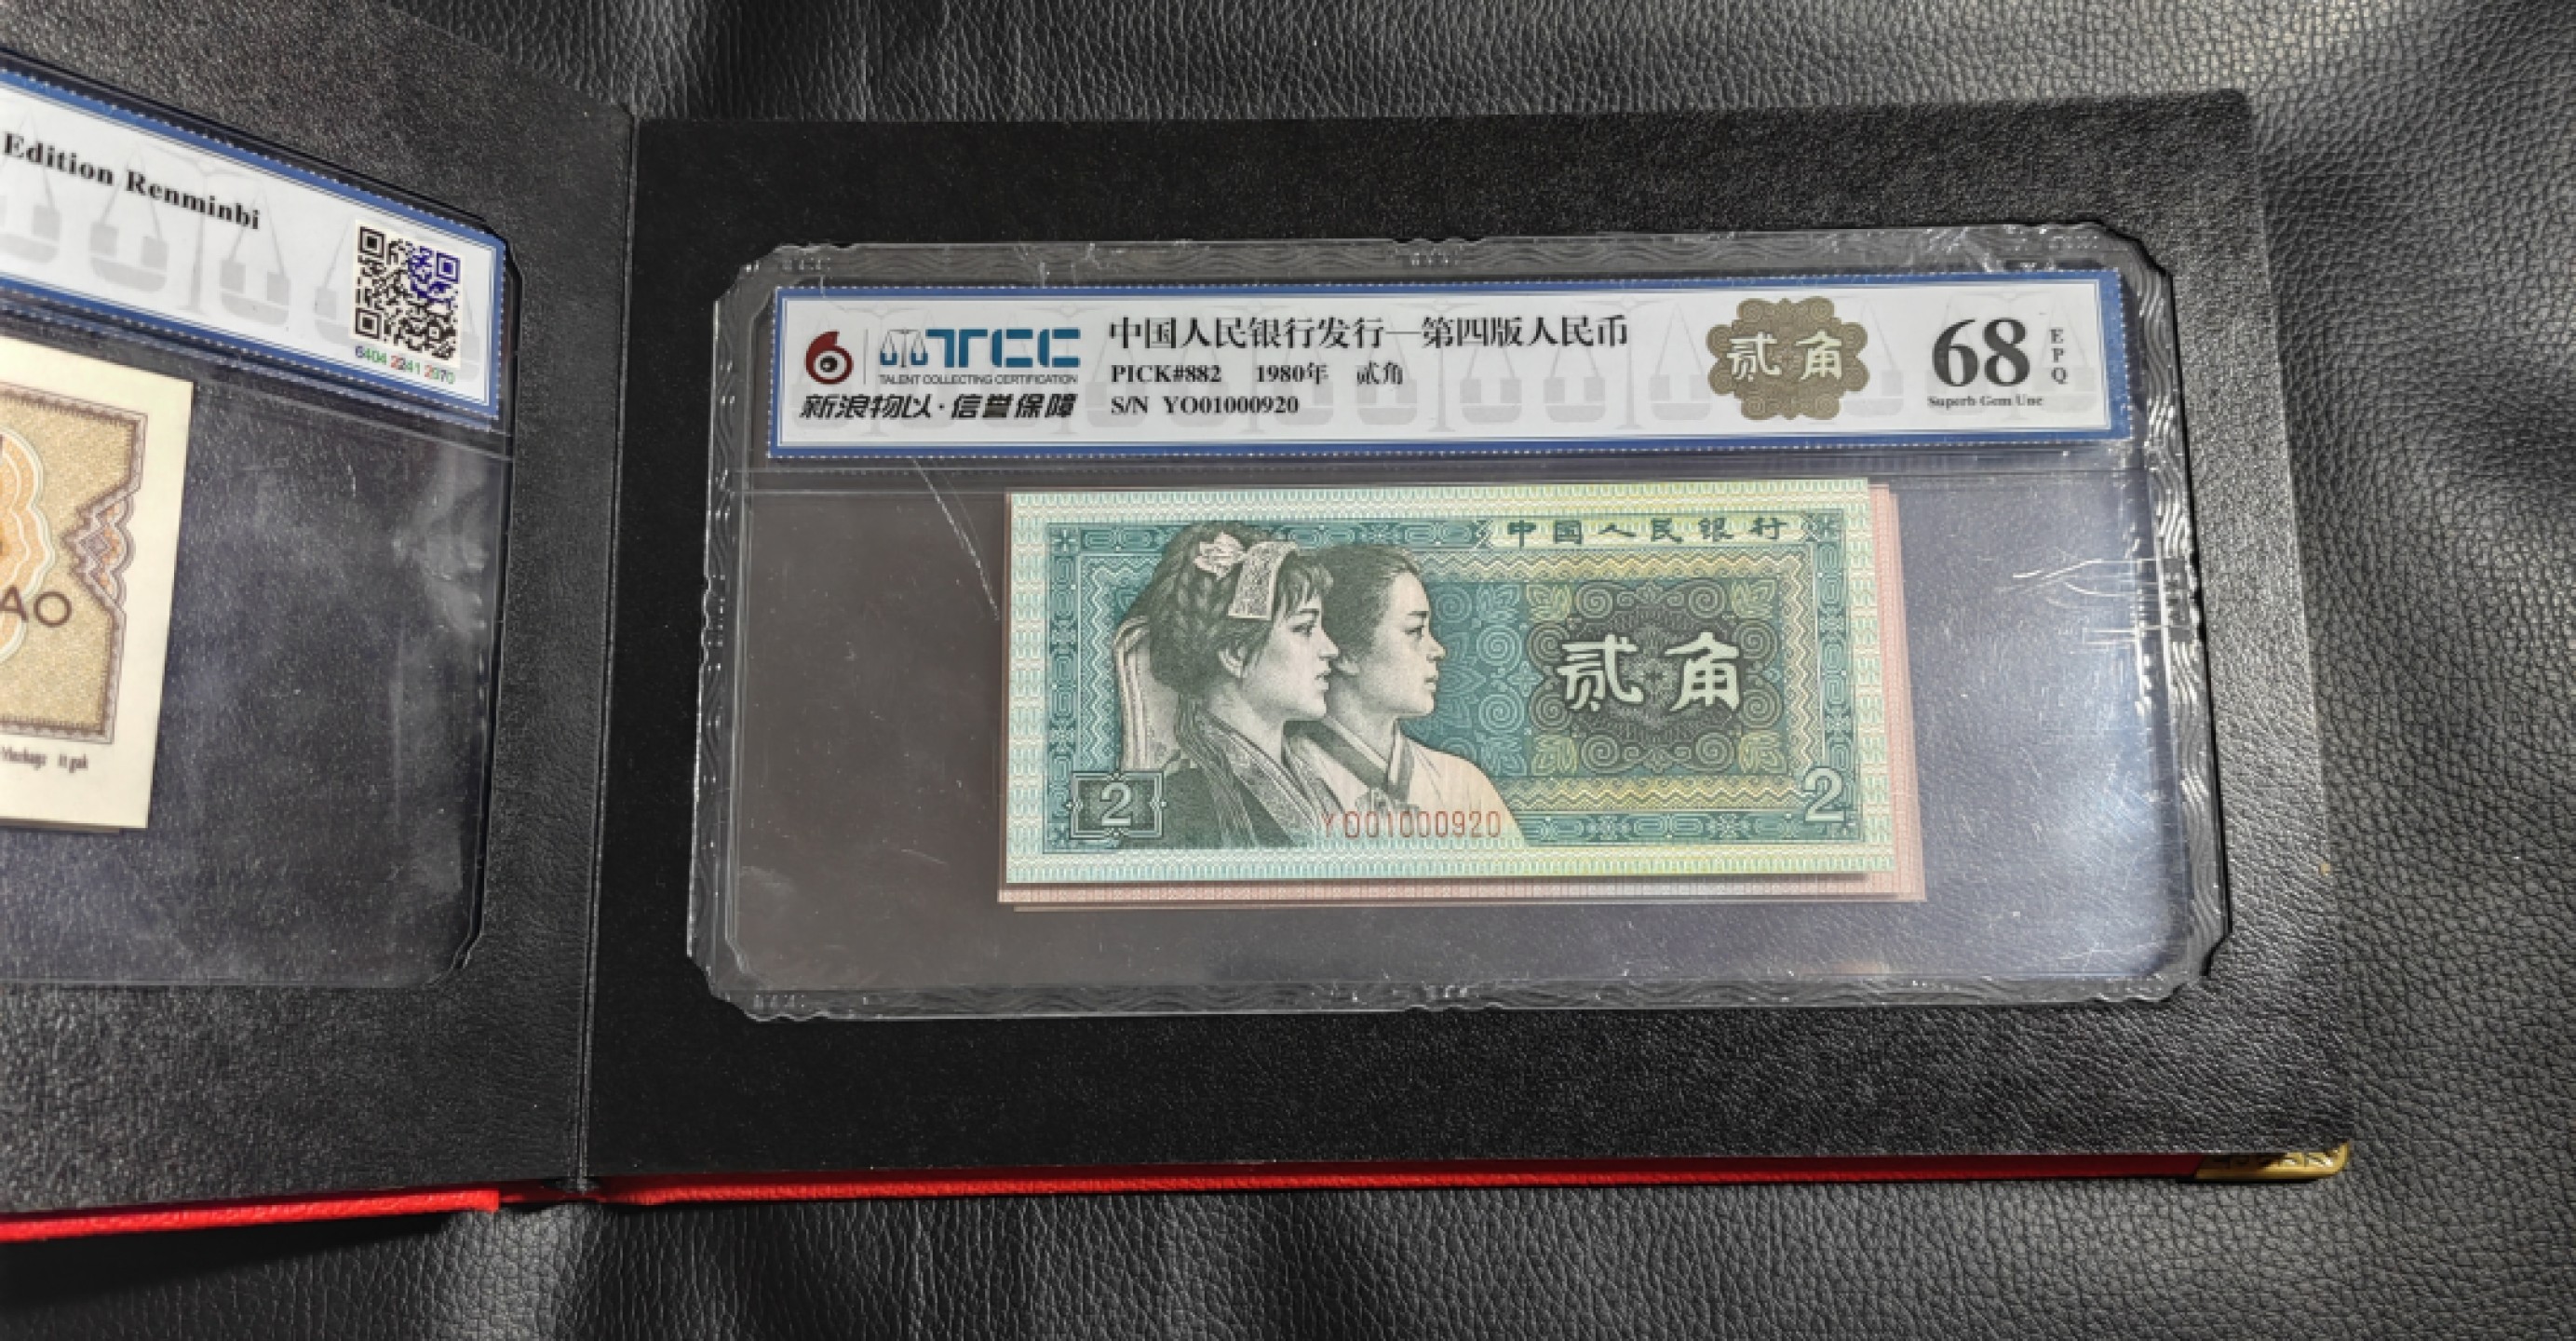 Edition Renminbi
6404 2241 2970
AO
TCC
TALENT COLLECTING CERTIFICATION
新浪物以·信誉保障
中国人民银行发行—第四版人民币
PICK#882 1980年 贰角
S/N YO01000920
贰角
68
EPQ
Superb Gem Unc
中国人民银行
贰角
2
YO01000920
2